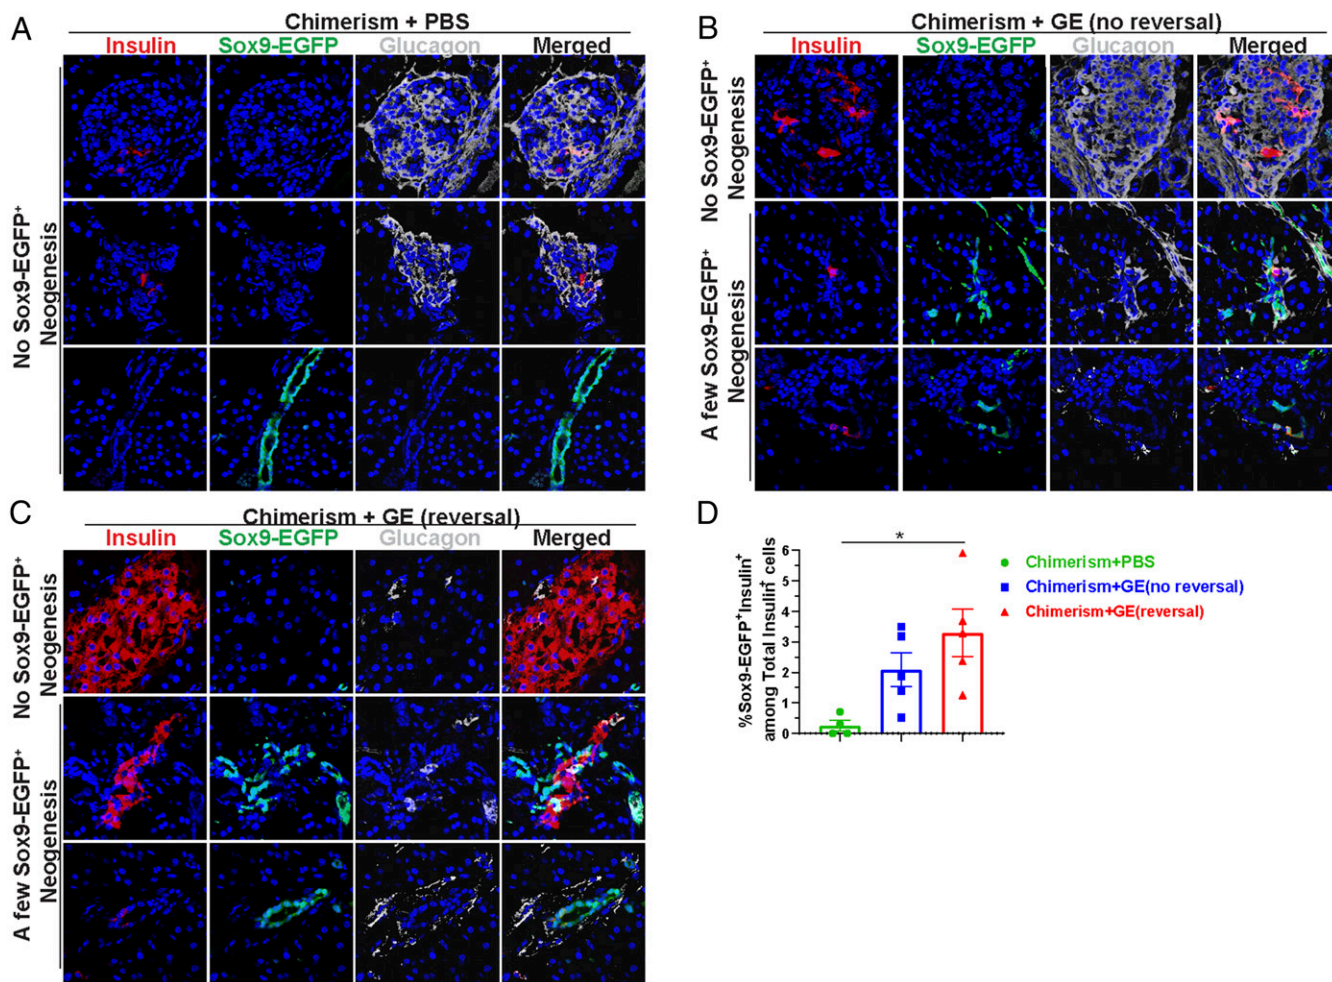 A
Chimerism + PBS
Insulin Sox9-EGFP Glucagon Merged
No Sox9-EGFP⁺
Neogenesis
B
Chimerism + GE (no reversal)
Insulin Sox9-EGFP Glucagon Merged
No Sox9-EGFP⁺
Neogenesis
A few Sox9-EGFP⁺
Neogenesis
C
Chimerism + GE (reversal)
Insulin Sox9-EGFP Glucagon Merged
No Sox9-EGFP⁺
Neogenesis
A few Sox9-EGFP⁺
Neogenesis
D
%Sox9-EGFP⁺Insulin⁺
among Total Insulin⁺ cells
6
5
4
3
2
1
0
*
Chimerism+PBS
Chimerism+GE(no reversal)
Chimerism+GE(reversal)